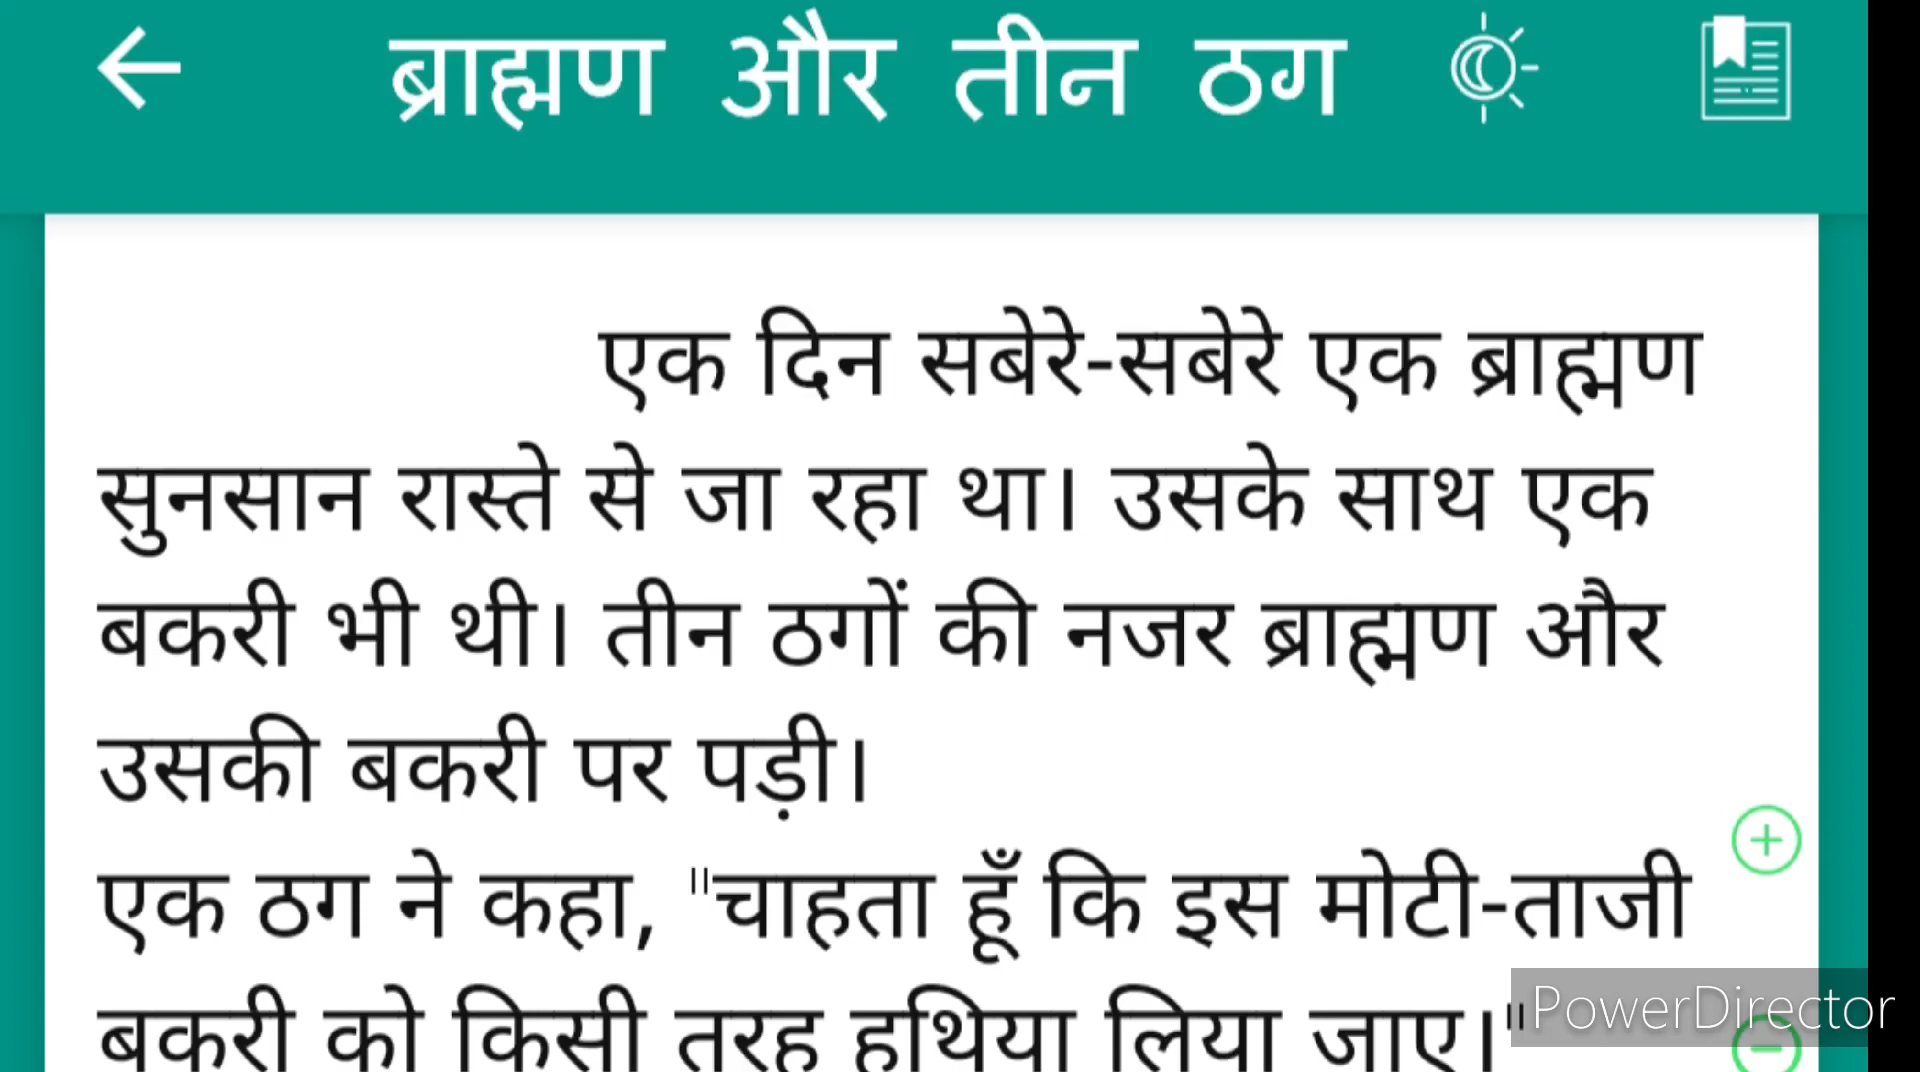 ब्राह्मण और तीन ठग
एक दिन सबेरे-सबेरे एक ब्राह्मण
सुनसान रास्ते से जा रहा था। उसके साथ एक
बकरी भी थी। तीन ठगों की नजर ब्राह्मण और
उसकी बकरी पर पड़ी।
एक ठग ने कहा, "चाहता हूँ कि इस मोटी-ताजी
बकरी को किसी तरह हथिया लिया जाए।"
PowerDirector